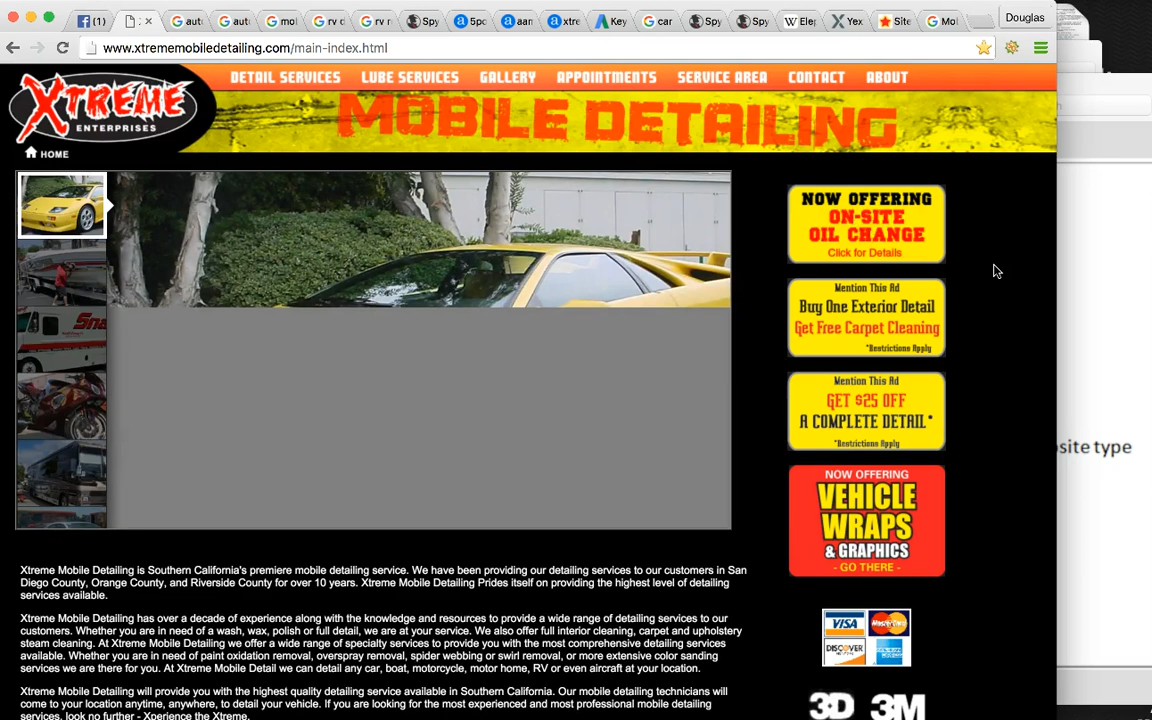 (1)
G aut
G aut
G mol
G rv d
G rv r
Spy
5po
aan
xtre
Key
G car
Spy
Spy
W Ele
Yex
Site
G Mol
Douglas
www.xtrememobiledetailing.com/main-index.html
DETAIL SERVICES LUBE SERVICES GALLERY APPOINTMENTS SERVICE AREA CONTACT ABOUT
XTREME
ENTERPRISES
MOBILE DETAILING
HOME
NOW OFFERING
ON-SITE
OIL CHANGE
Click for Details
Mention This Ad
Buy One Exterior Detail
Get Free Carpet Cleaning
*Restrictions Apply
Mention This Ad
GET $25 OFF
A COMPLETE DETAIL*
*Restrictions Apply
NOW OFFERING
VEHICLE
WRAPS
& GRAPHICS
- GO THERE -
site type
Sna
Xtreme Mobile Detailing is Southern California's premiere mobile detailing service. We have been providing our detailing services to our customers in San
Diego County, Orange County, and Riverside County for over 10 years. Xtreme Mobile Detailing Prides itself on providing the highest level of detailing
services available.
Xtreme Mobile Detailing has over a decade of experience along with the knowledge and resources to provide a wide range of detailing services to our
customers. Whether you are in need of a wash, wax, polish or full detail, we are at your service. We also offer full interior cleaning, carpet and upholstery
steam cleaning. At Xtreme Mobile Detailing we offer a wide range of specialty services to provide you with the most comprehensive detailing services
available. Whether you are in need of paint oxidation removal, overspray removal, spider webbing or swirl removal, or more extensive color sanding
services we are there for you. At Xtreme Mobile Detail we can detail any car, boat, motorcycle, motor home, RV or even aircraft at your location.
Xtreme Mobile Detailing will provide you with the highest quality detailing service available in Southern California. Our mobile detailing technicians will
come to your location anytime, anywhere, to detail your vehicle. If you are looking for the most experienced and most professional mobile detailing
services, look no further - Xperience the Xtreme.
VISA MasterCard
DISCOVER
3D 3M